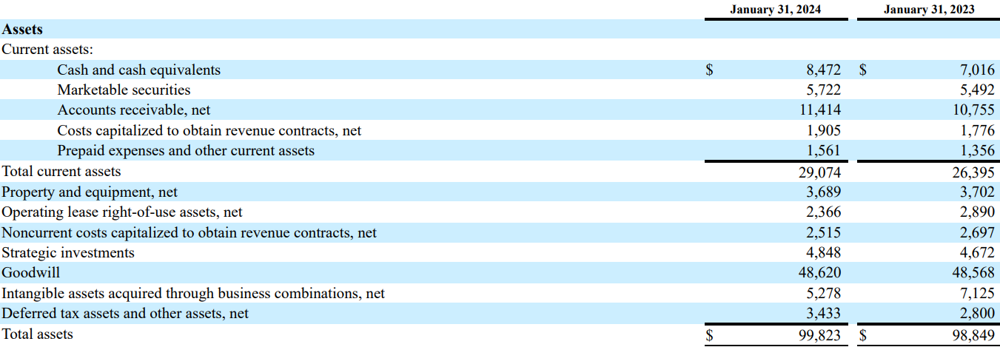 January 31, 2024 January 31, 2023
Assets
Current assets:
Cash and cash equivalents $ 8,472 $ 7,016
Marketable securities 5,722 5,492
Accounts receivable, net 11,414 10,755
Costs capitalized to obtain revenue contracts, net 1,905 1,776
Prepaid expenses and other current assets 1,561 1,356
Total current assets 29,074 26,395
Property and equipment, net 3,689 3,702
Operating lease right-of-use assets, net 2,366 2,890
Noncurrent costs capitalized to obtain revenue contracts, net 2,515 2,697
Strategic investments 4,848 4,672
Goodwill 48,620 48,568
Intangible assets acquired through business combinations, net 5,278 7,125
Deferred tax assets and other assets, net 3,433 2,800
Total assets $ 99,823 $ 98,849